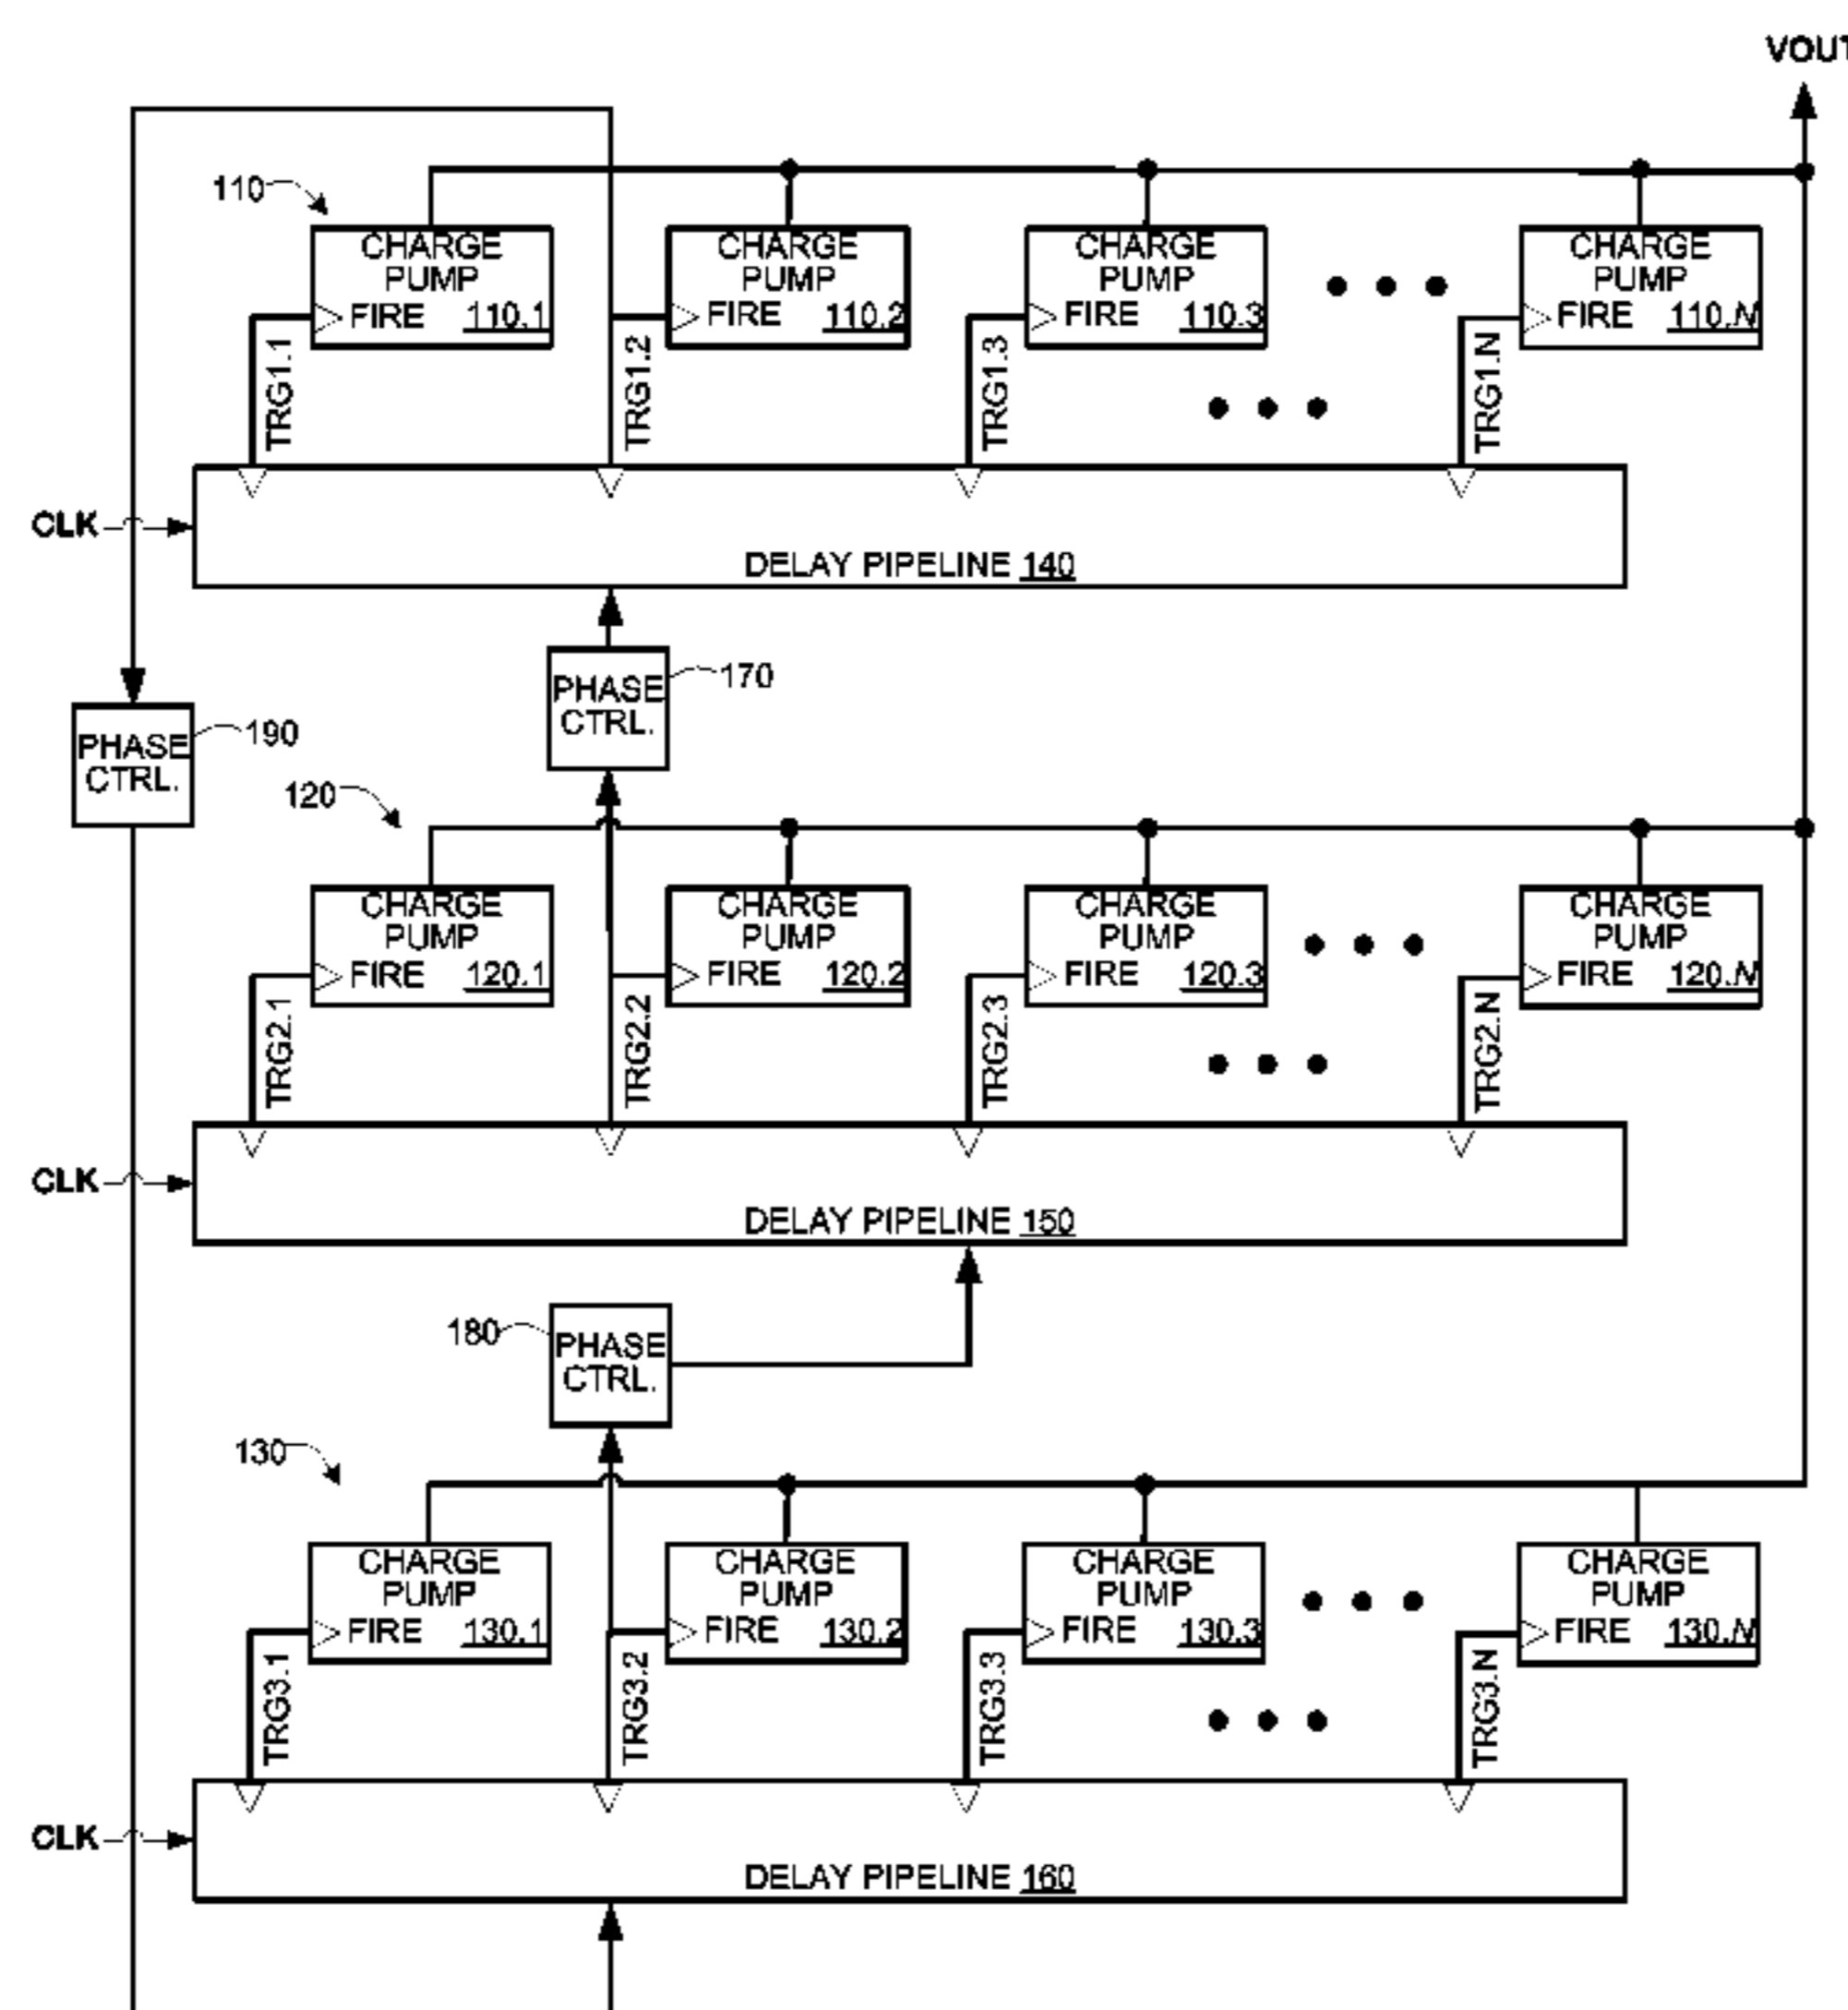 VOUT
110
CHARGE PUMP FIRE 110.1
CHARGE PUMP FIRE 110.2
CHARGE PUMP FIRE 110.3
CHARGE PUMP FIRE 110.N
TRG1.1
TRG1.2
TRG1.3
TRG1.N
CLK
DELAY PIPELINE 140
PHASE CTRL.
170
PHASE CTRL.
190
120
CHARGE PUMP FIRE 120.1
CHARGE PUMP FIRE 120.2
CHARGE PUMP FIRE 120.3
CHARGE PUMP FIRE 120.N
TRG2.1
TRG2.2
TRG2.3
TRG2.N
CLK
DELAY PIPELINE 150
180
PHASE CTRL.
130
CHARGE PUMP FIRE 130.1
CHARGE PUMP FIRE 130.2
CHARGE PUMP FIRE 130.3
CHARGE PUMP FIRE 130.N
TRG3.1
TRG3.2
TRG3.3
TRG3.N
CLK
DELAY PIPELINE 160